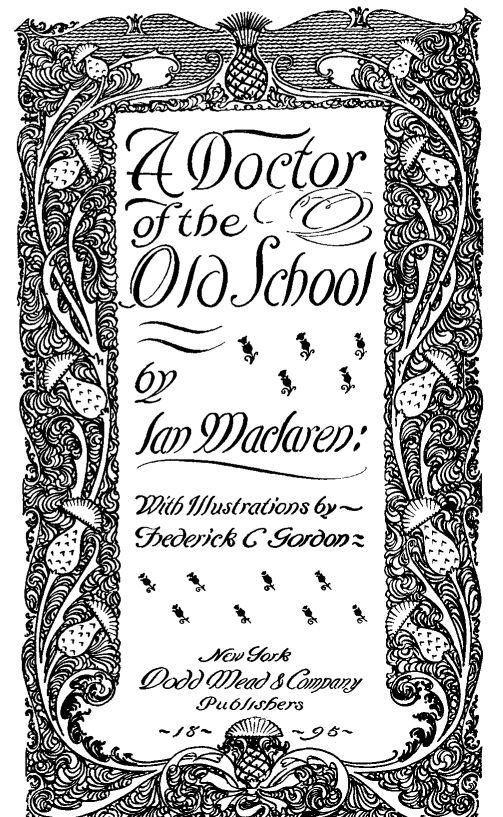 A Doctor
of the
Old School
by
Ian Maclaren:
With Illustrations by~
Frederick C Gordon=
New York
Dodd Mead & Company
Publishers
~18~ ~95~